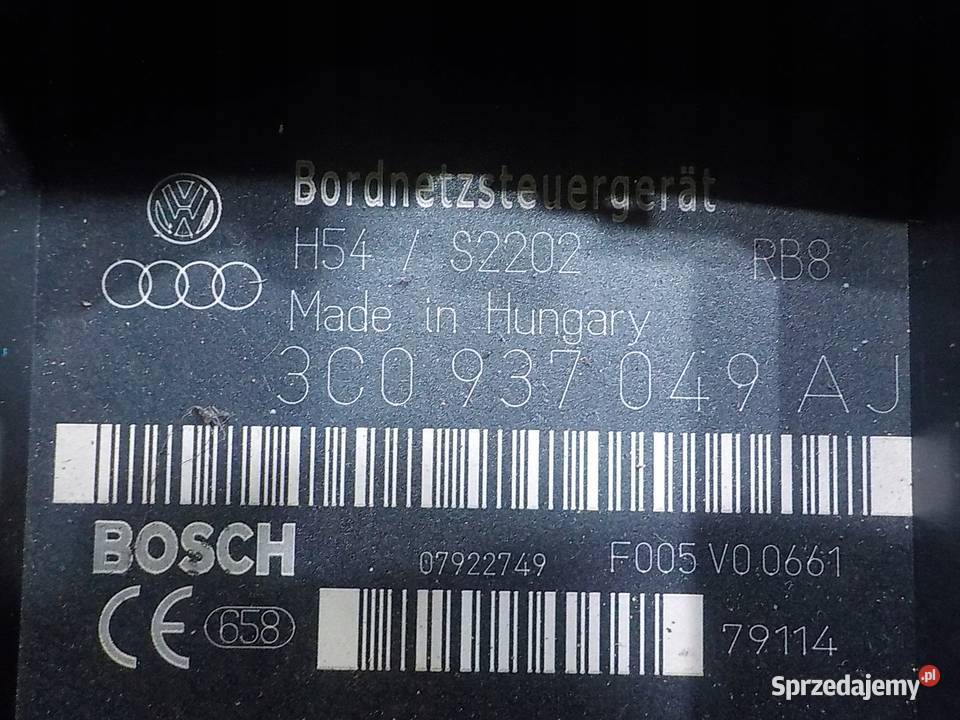 Bordnetzsteuergerät
H54 / S2202 RB8
Made in Hungary
3C0 937 049 AJ
BOSCH 07922749 F005 V0 0661
CE 658 79114
Sprzedajemy.pl